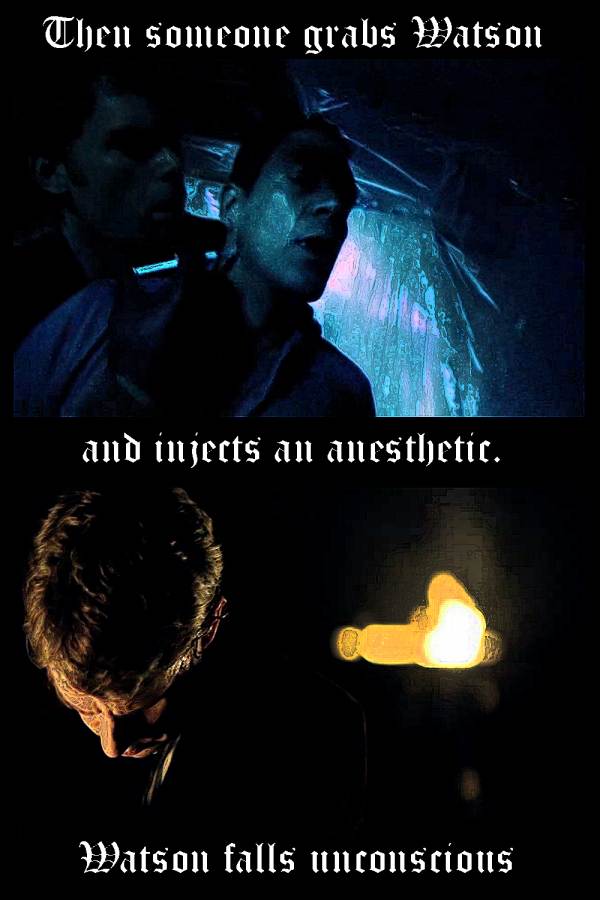 Then someone grabs Watson
and injects an anesthetic.
Watson falls unconscious